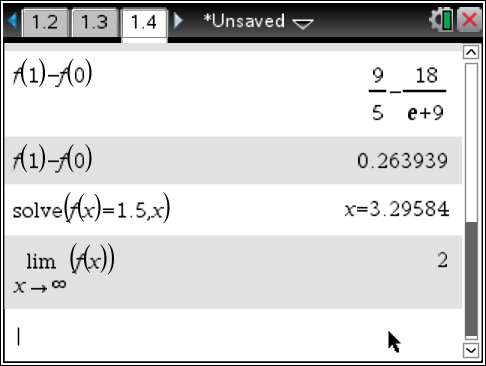 1.2 1.3 1.4 *Unsaved
f(1)-f(0) 9/5-18/(e+9)
f(1)-f(0) 0.263939
solve(f(x)=1.5,x) x=3.29584
lim x→∞ (f(x)) 2